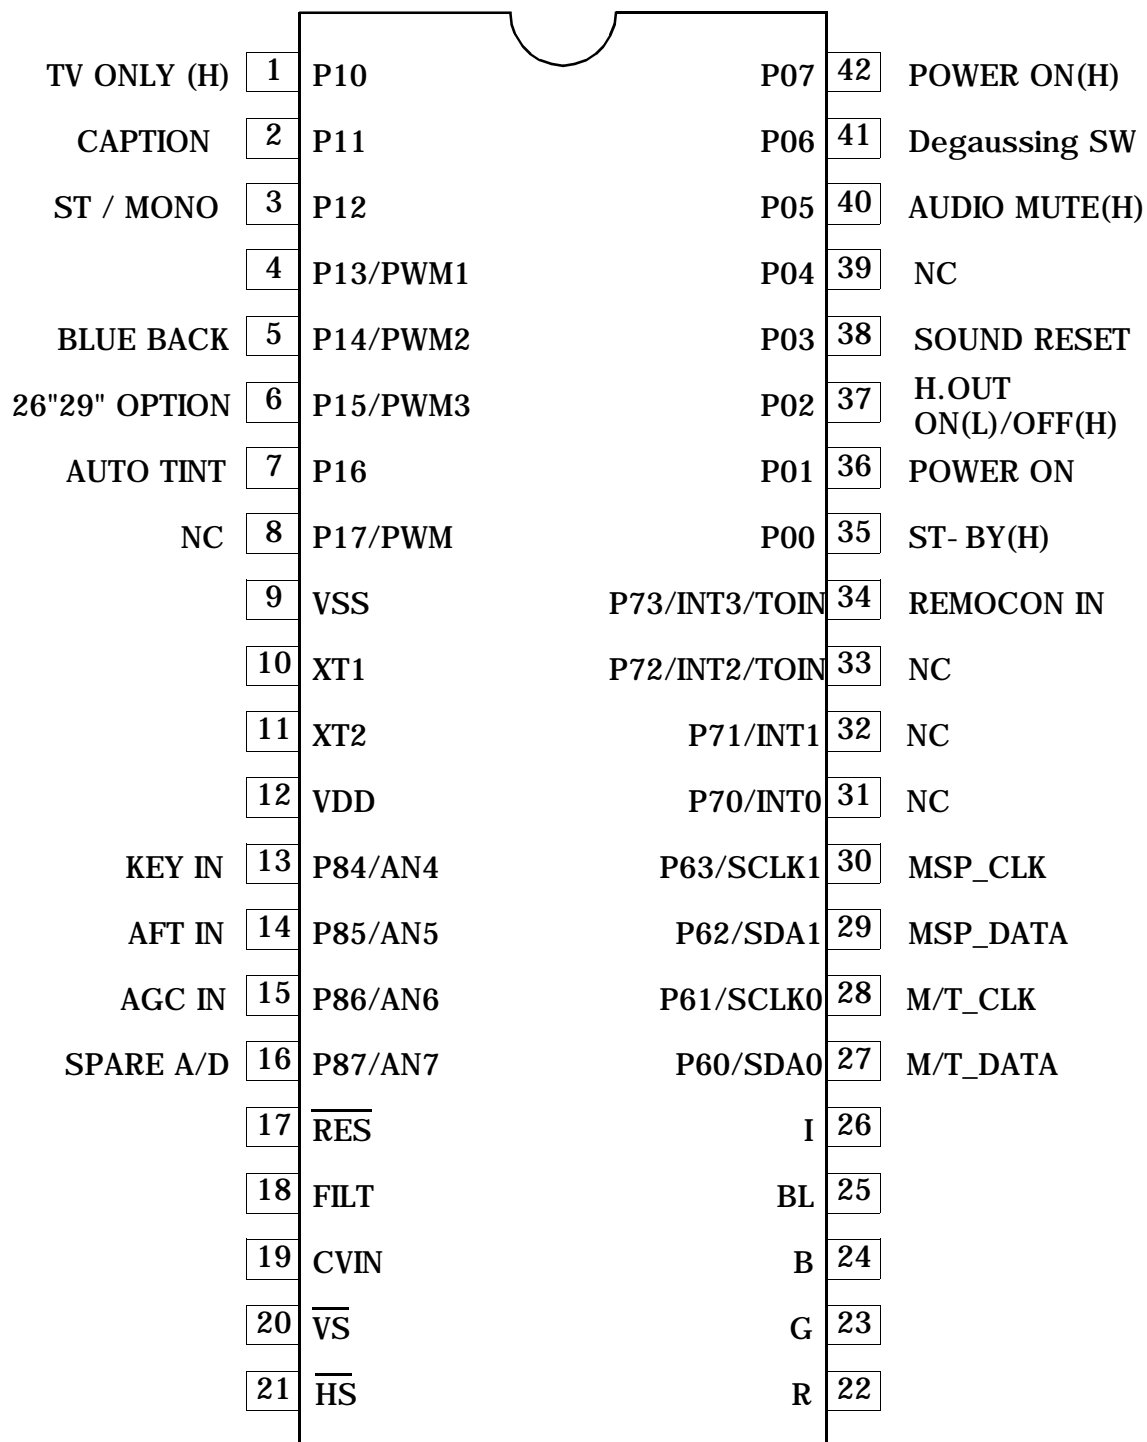 TV ONLY (H) 1 P10 P07 42 POWER ON(H)
CAPTION 2 P11 P06 41 Degaussing SW
ST / MONO 3 P12 P05 40 AUDIO MUTE(H)
4 P13/PWM1 P04 39 NC
BLUE BACK 5 P14/PWM2 P03 38 SOUND RESET
26"29" OPTION 6 P15/PWM3 P02 37 H.OUT
ON(L)/OFF(H)
AUTO TINT 7 P16 P01 36 POWER ON
NC 8 P17/PWM P00 35 ST- BY(H)
9 VSS P73/INT3/TOIN 34 REMOCON IN
10 XT1 P72/INT2/TOIN 33 NC
11 XT2 P71/INT1 32 NC
12 VDD P70/INT0 31 NC
KEY IN 13 P84/AN4 P63/SCLK1 30 MSP_CLK
AFT IN 14 P85/AN5 P62/SDA1 29 MSP_DATA
AGC IN 15 P86/AN6 P61/SCLK0 28 M/T_CLK
SPARE A/D 16 P87/AN7 P60/SDA0 27 M/T_DATA
17 R̅E̅S̅ I 26
18 FILT BL 25
19 CVIN B 24
20 V̅S̅ G 23
21 H̅S̅ R 22